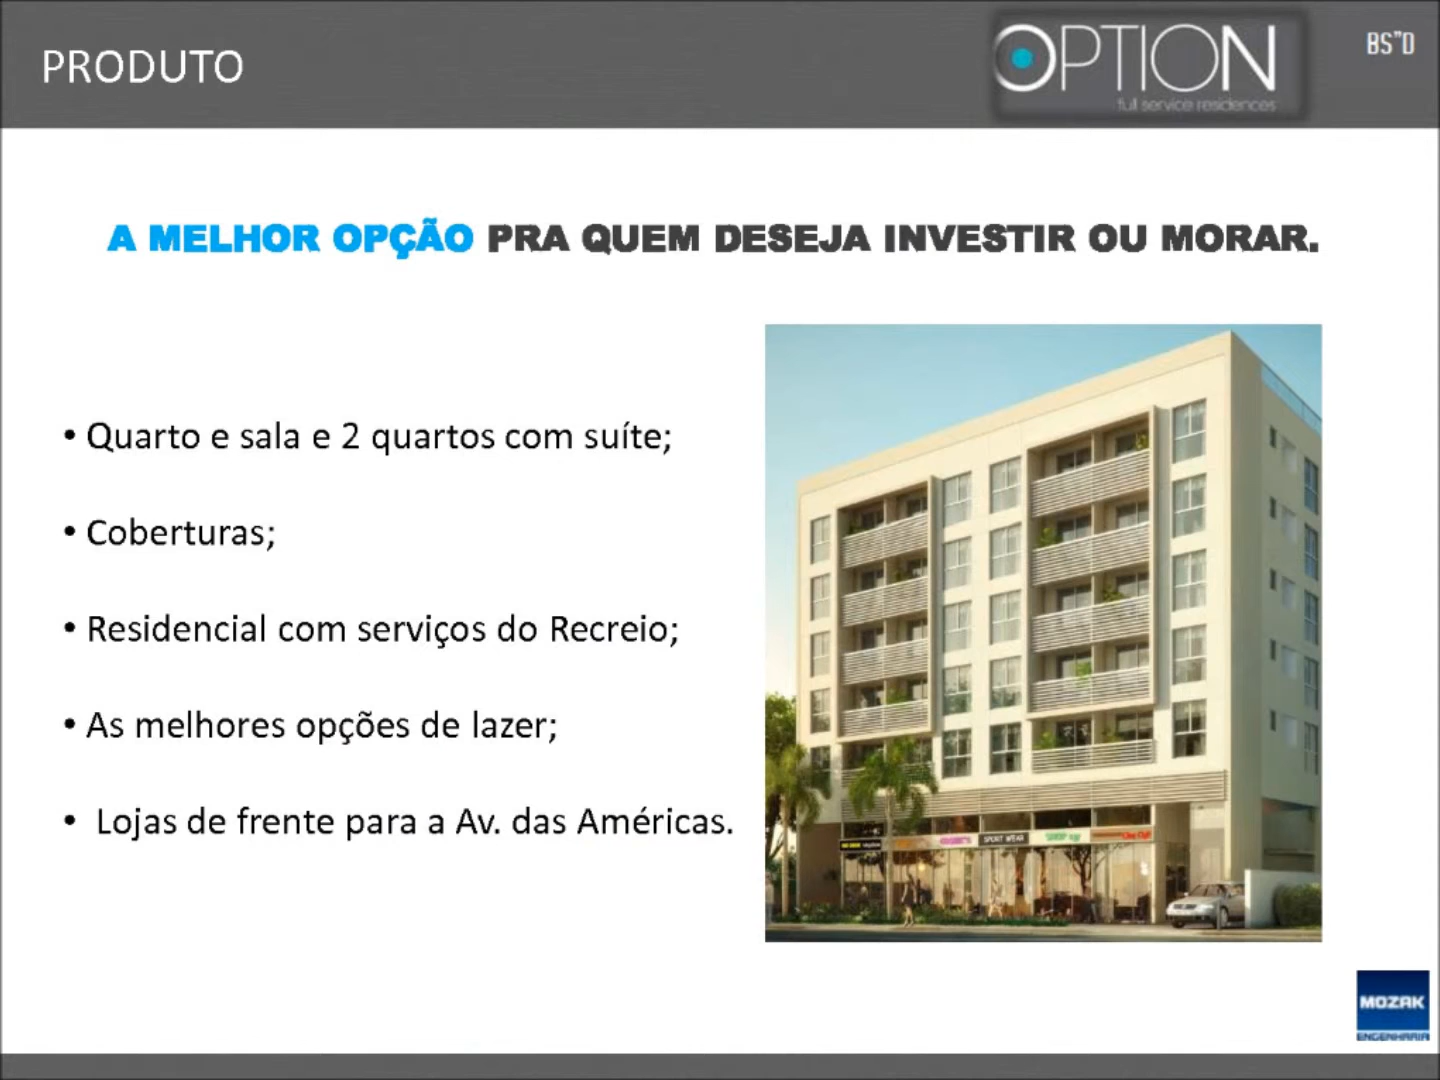 PRODUTO
OPTION
full service residences
BS"D
A MELHOR OPÇÃO PRA QUEM DESEJA INVESTIR OU MORAR.
• Quarto e sala e 2 quartos com suíte;
• Coberturas;
• Residencial com serviços do Recreio;
• As melhores opções de lazer;
• Lojas de frente para a Av. das Américas.
SPORT WEAR
MOZAK
ENGENHARIA